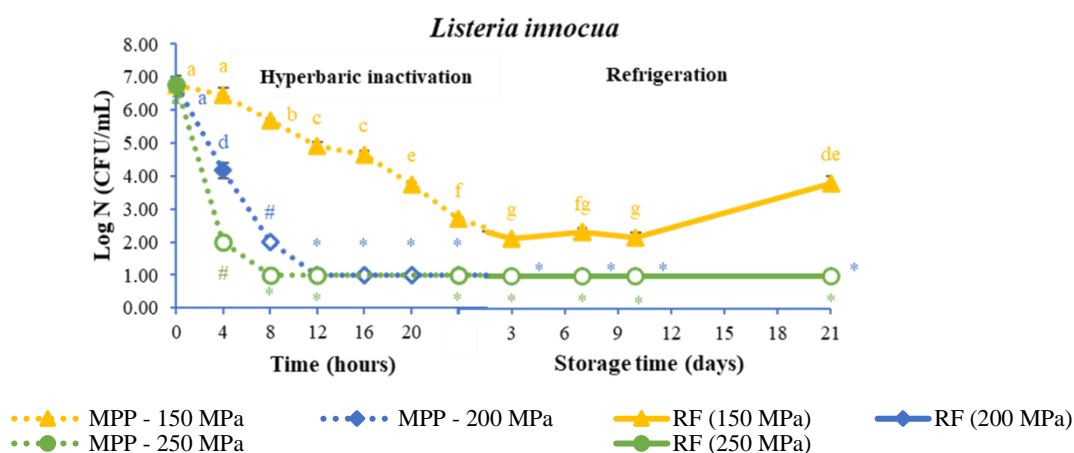 Listeria innocua
Hyperbaric inactivation
Refrigeration
Log N (CFU/mL)
8.00
7.00
6.00
5.00
4.00
3.00
2.00
1.00
0.00
a a b c c e f g fg g de
a a d # * * * * * * * *
# * * * * * * *
0 4 8 12 16 20 3 6 9 12 15 18 21
Time (hours) Storage time (days)
MPP - 150 MPa MPP - 200 MPa RF (150 MPa) RF (200 MPa)
MPP - 250 MPa RF (250 MPa)